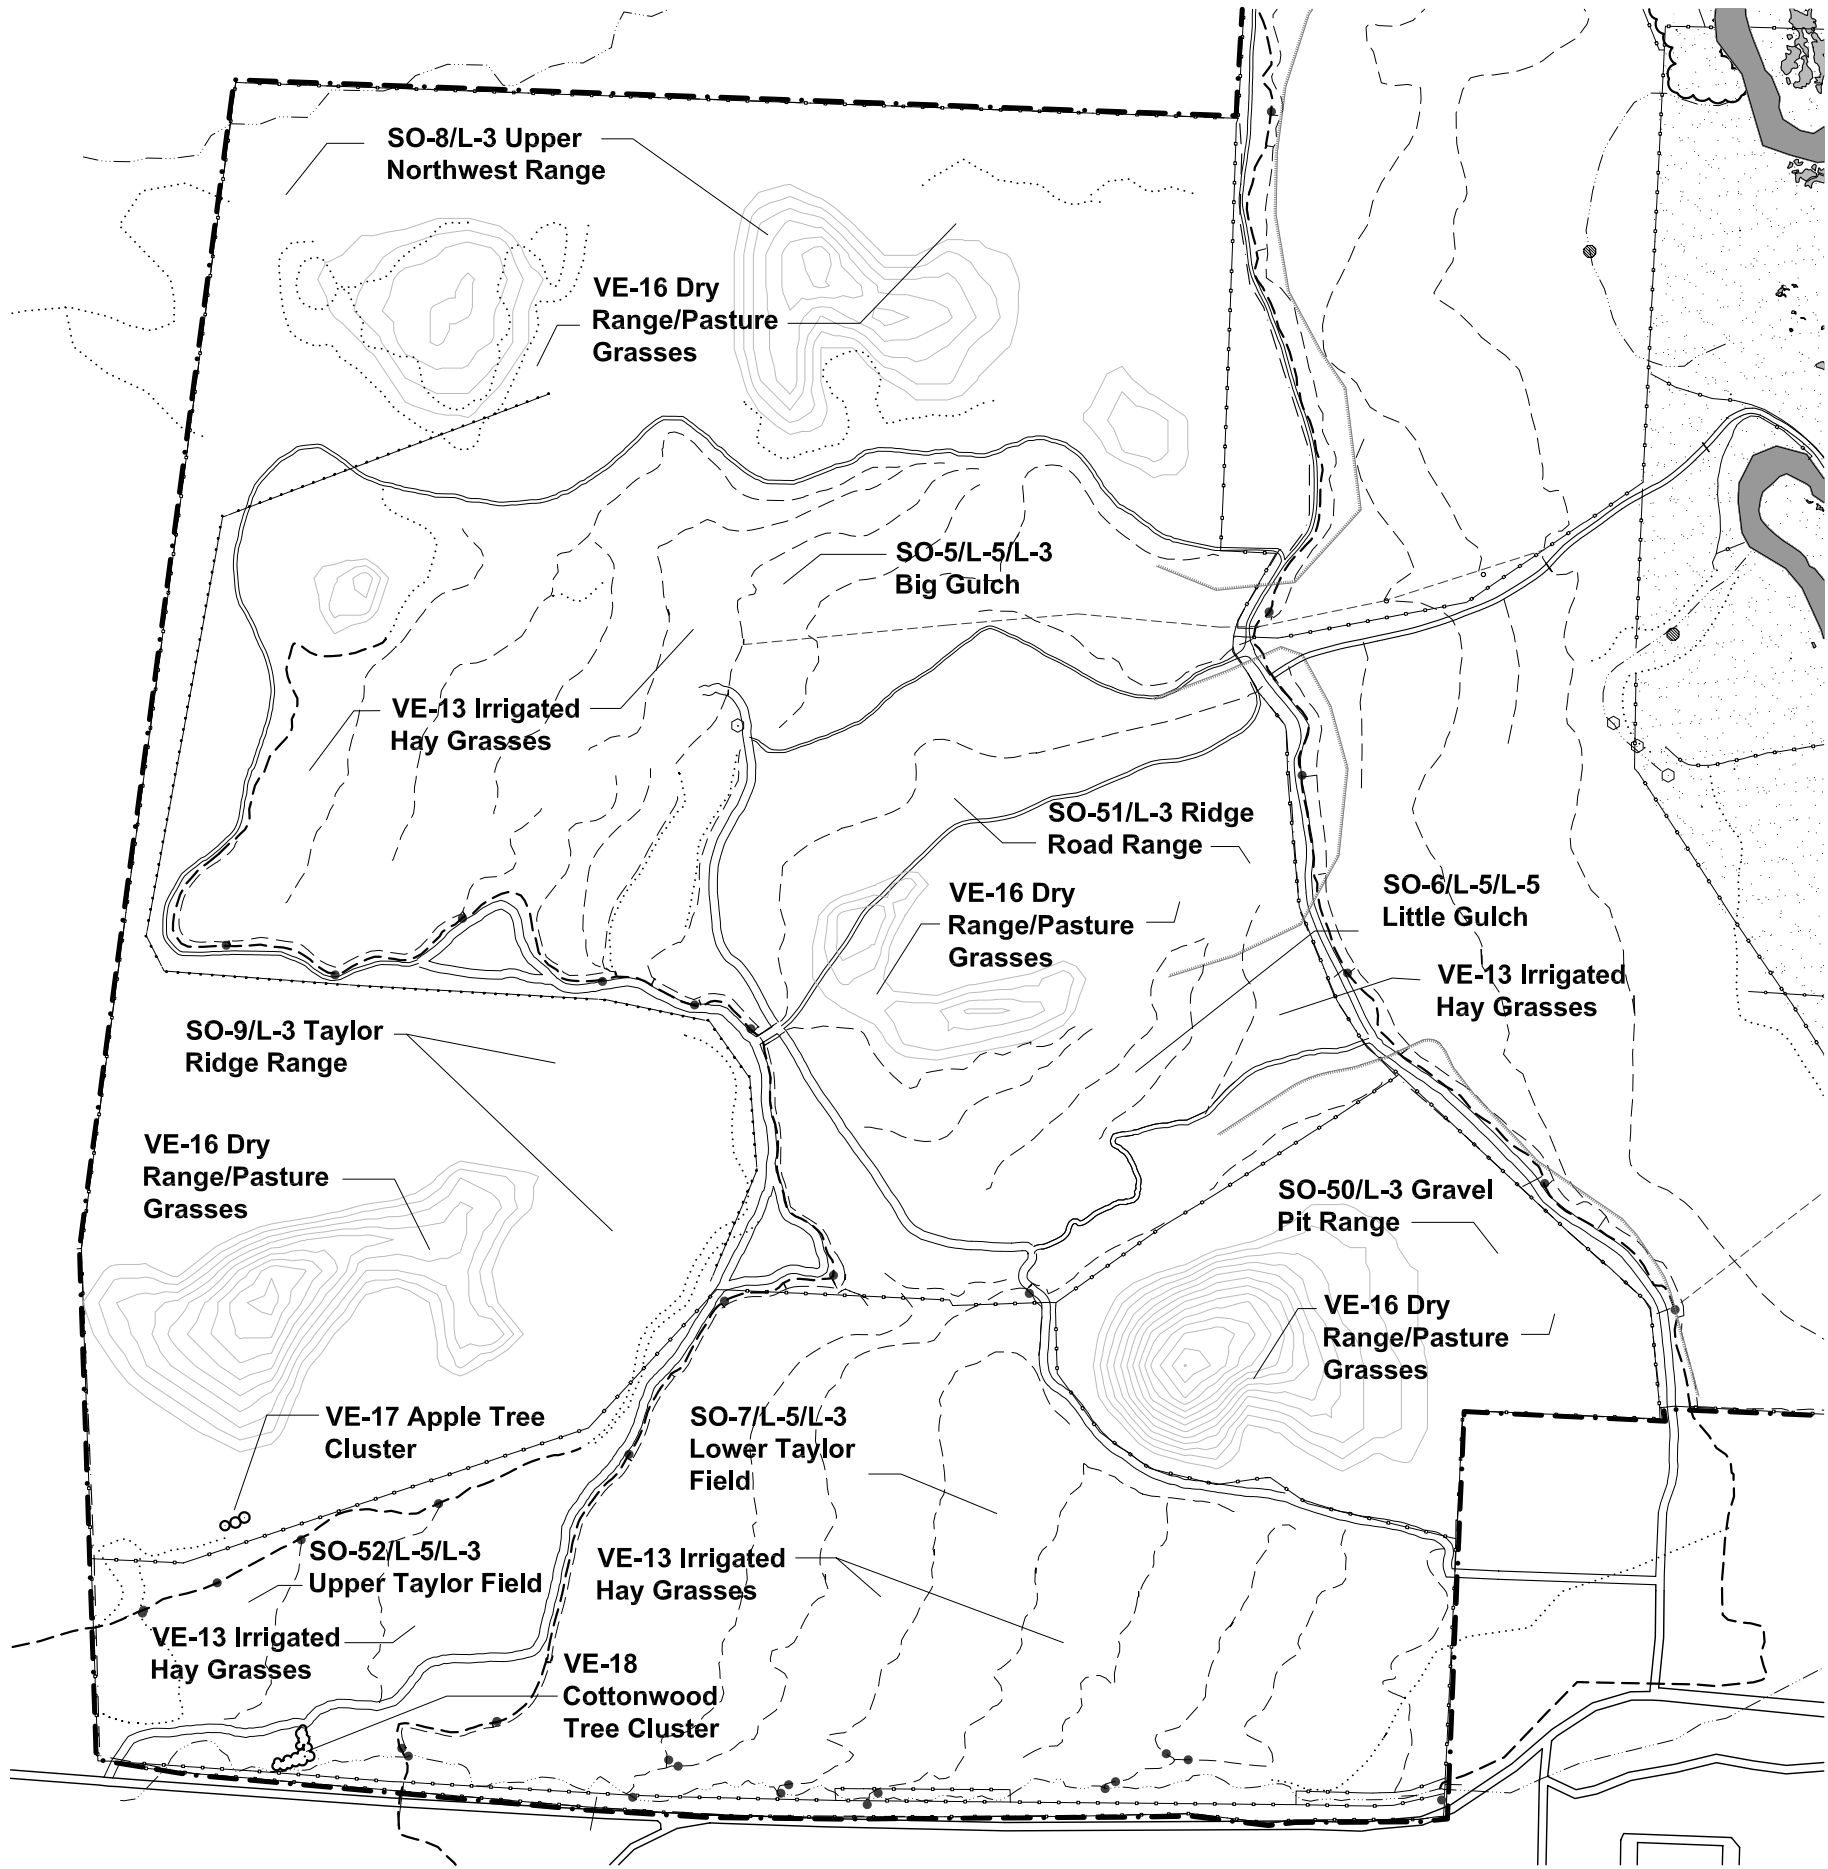 SO-8/L-3 Upper
Northwest Range
VE-16 Dry
Range/Pasture
Grasses
SO-5/L-5/L-3
Big Gulch
VE-13 Irrigated
Hay Grasses
SO-51/L-3 Ridge
Road Range
VE-16 Dry
Range/Pasture
Grasses
SO-6/L-5/L-5
Little Gulch
VE-13 Irrigated
Hay Grasses
SO-9/L-3 Taylor
Ridge Range
VE-16 Dry
Range/Pasture
Grasses
SO-50/L-3 Gravel
Pit Range
VE-16 Dry
Range/Pasture
Grasses
VE-17 Apple Tree
Cluster
SO-7/L-5/L-3
Lower Taylor
Field
SO-52/L-5/L-3
Upper Taylor Field
VE-13 Irrigated
Hay Grasses
VE-13 Irrigated
Hay Grasses
VE-18
Cottonwood
Tree Cluster